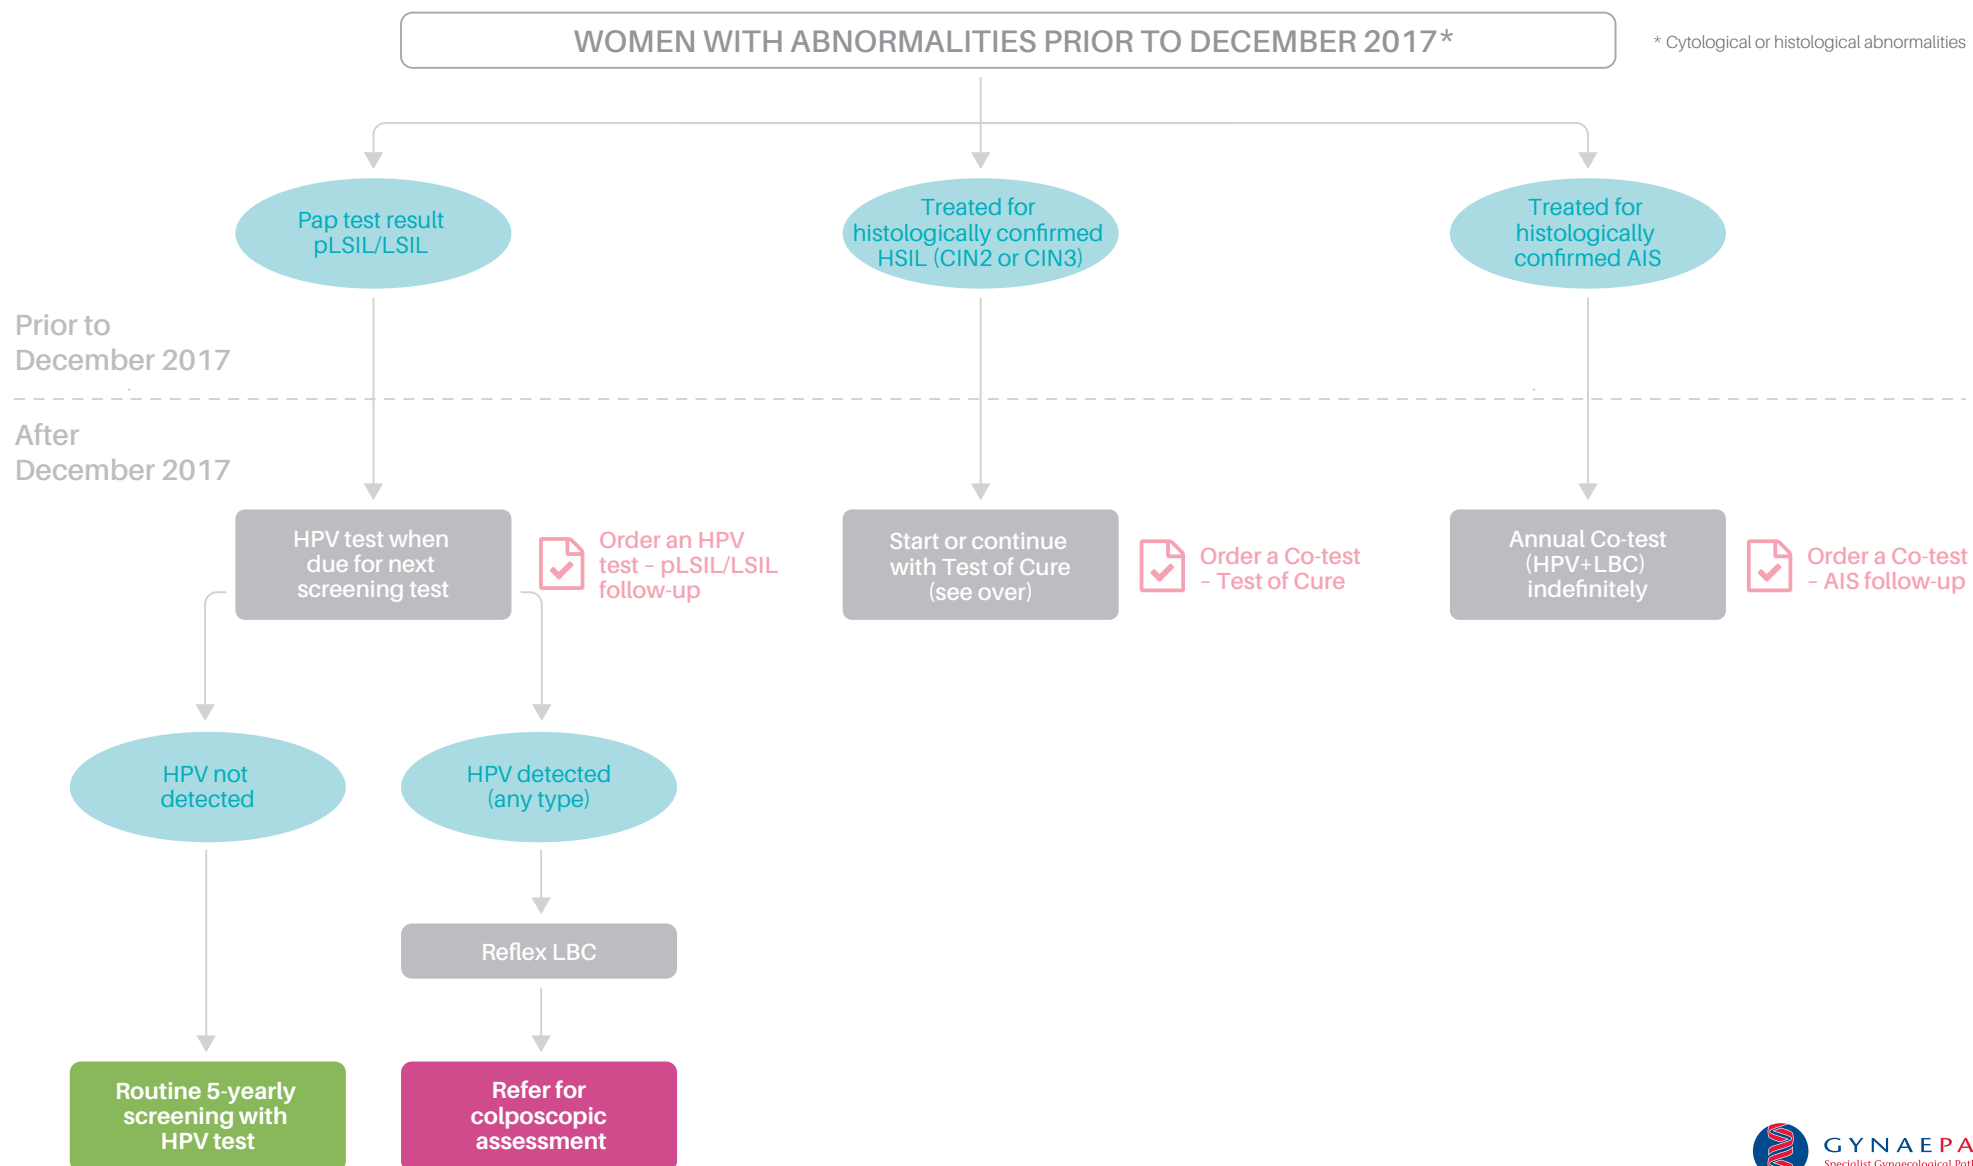 WOMEN WITH ABNORMALITIES PRIOR TO DECEMBER 2017*
* Cytological or histological abnormalities
Pap test result
pLSIL/LSIL
Treated for
histologically confirmed
HSIL (CIN2 or CIN3)
Treated for
histologically
confirmed AIS
Prior to
December 2017
After
December 2017
HPV test when
due for next
screening test
Order an HPV
test – pLSIL/LSIL
follow-up
Start or continue
with Test of Cure
(see over)
Order a Co-test
– Test of Cure
Annual Co-test
(HPV+LBC)
indefinitely
Order a Co-test
– AIS follow-up
HPV not
detected
HPV detected
(any type)
Reflex LBC
Routine 5-yearly
screening with
HPV test
Refer for
colposcopic
assessment
GYNAEPA
Specialist Gynaecological Patl